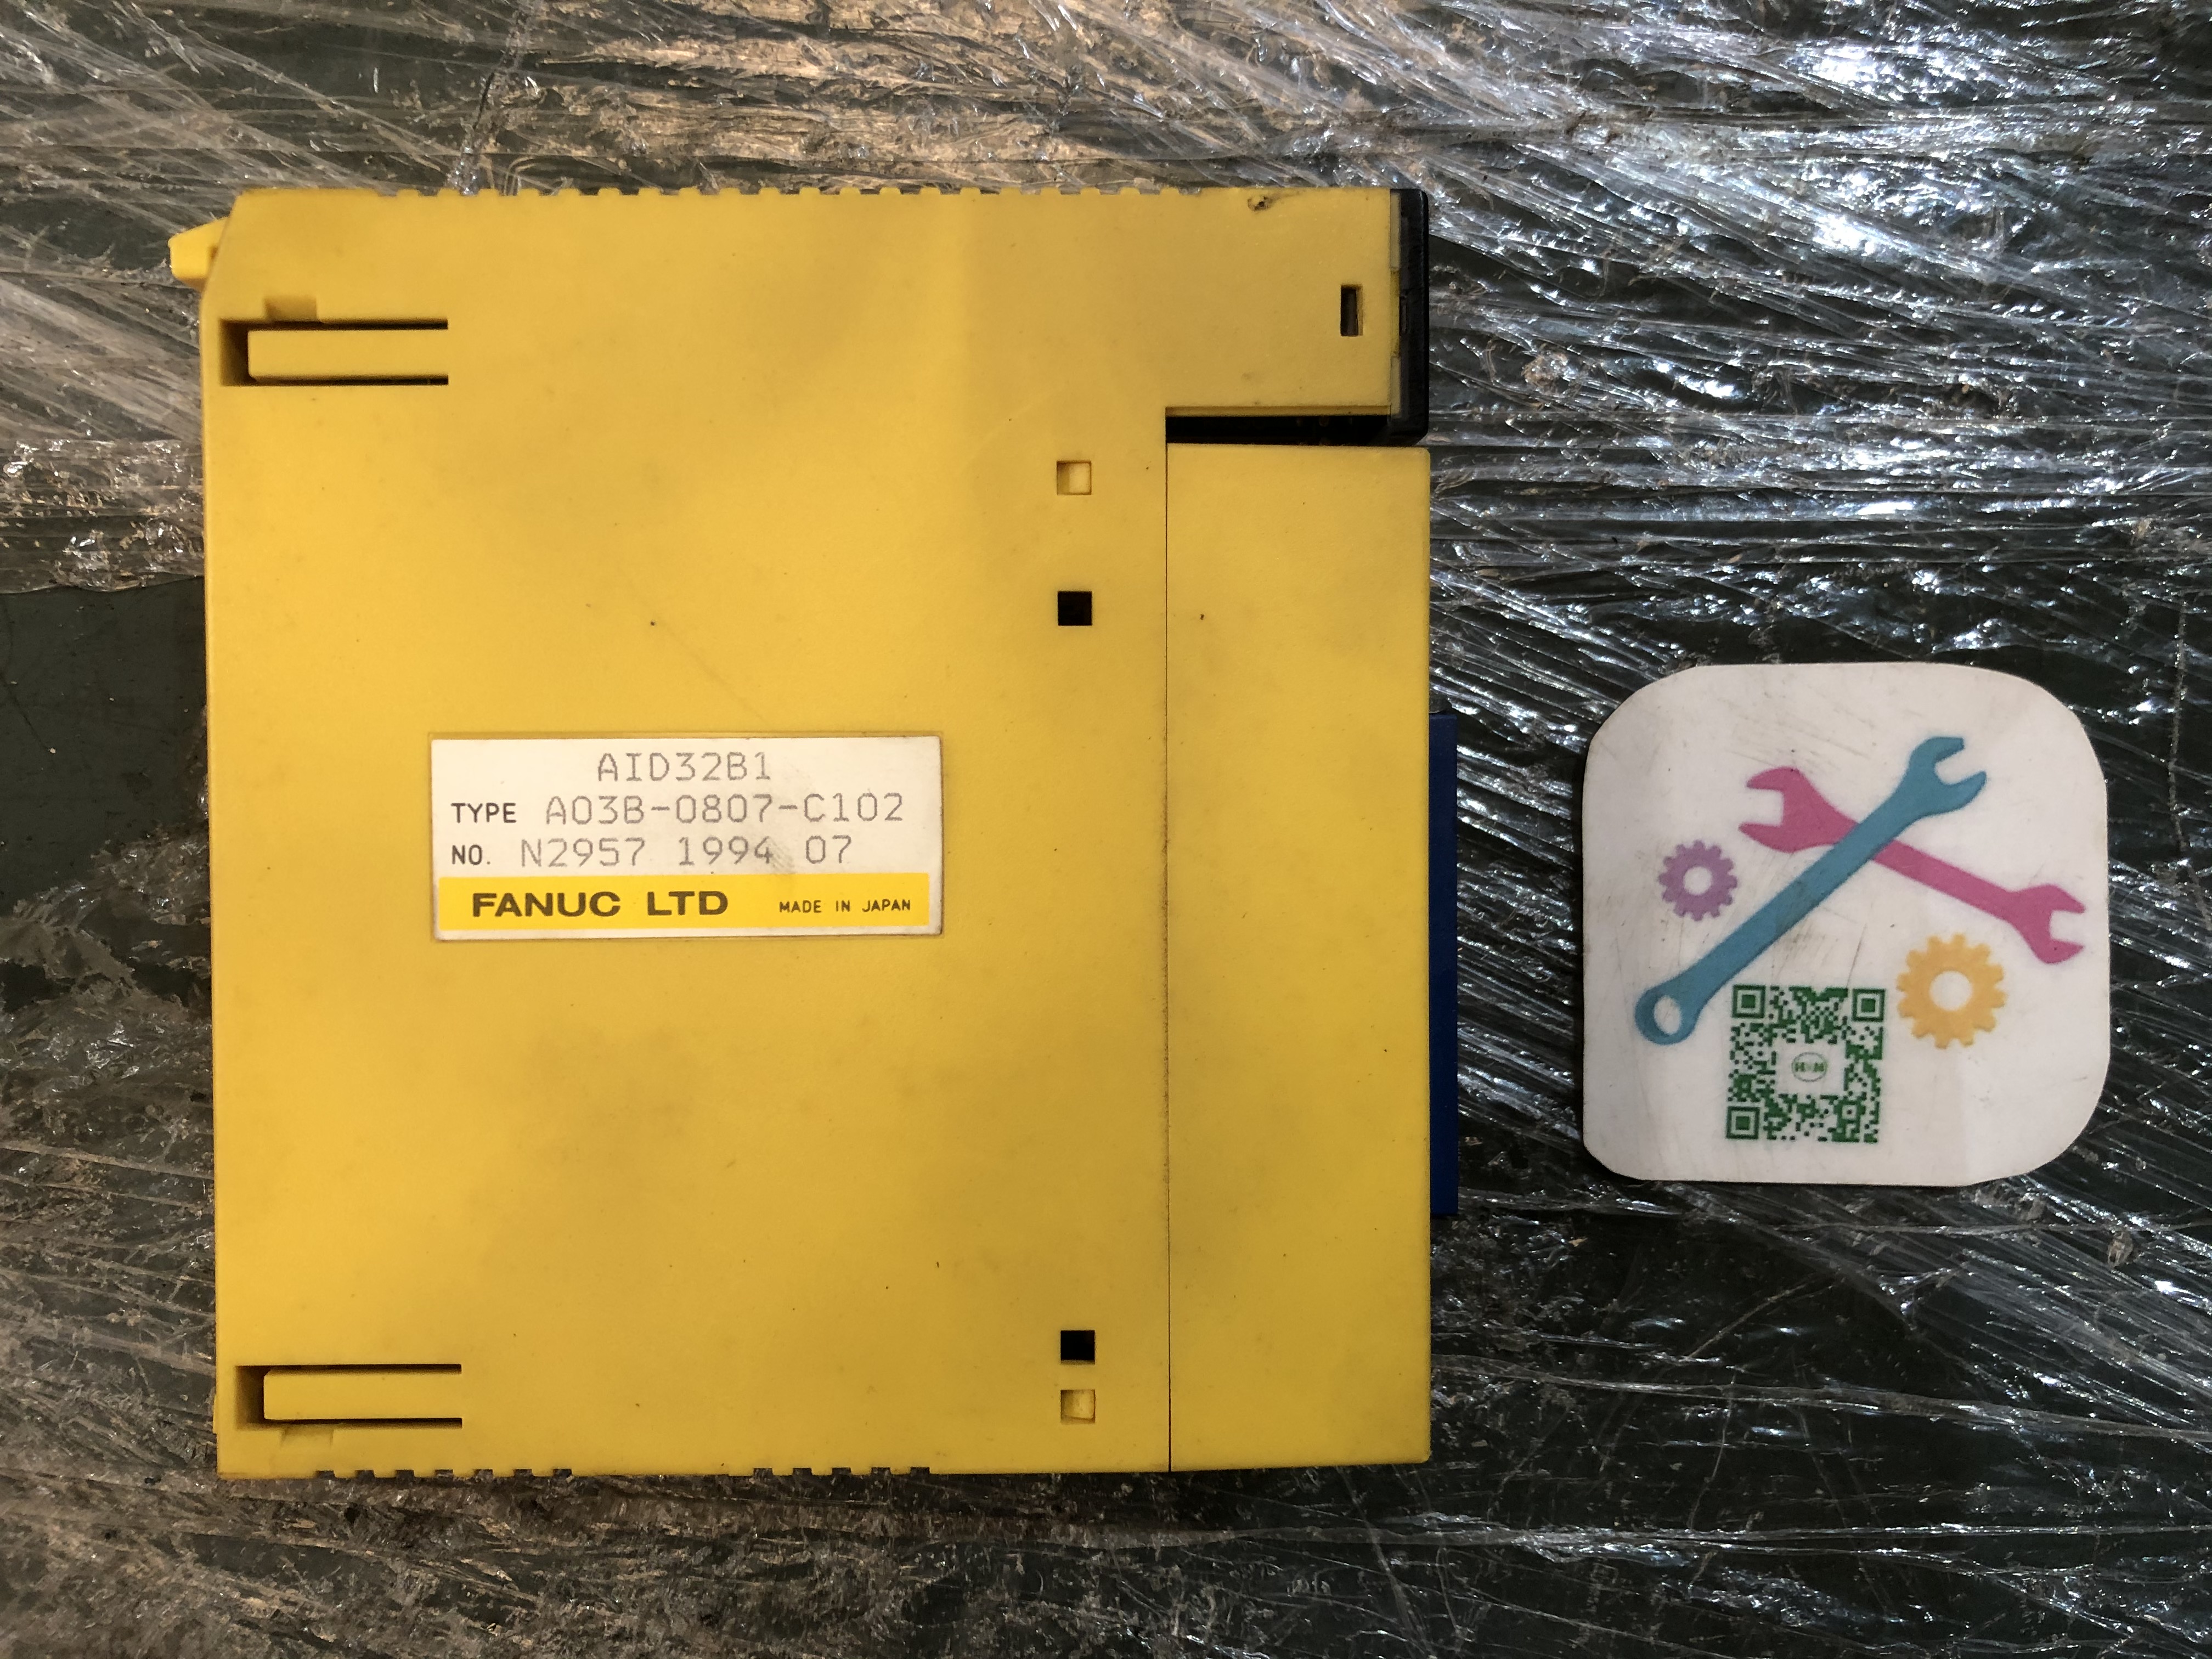 AID32B1
TYPE A03B-0807-C102
NO. N2957 1994 07
FANUC LTD MADE IN JAPAN